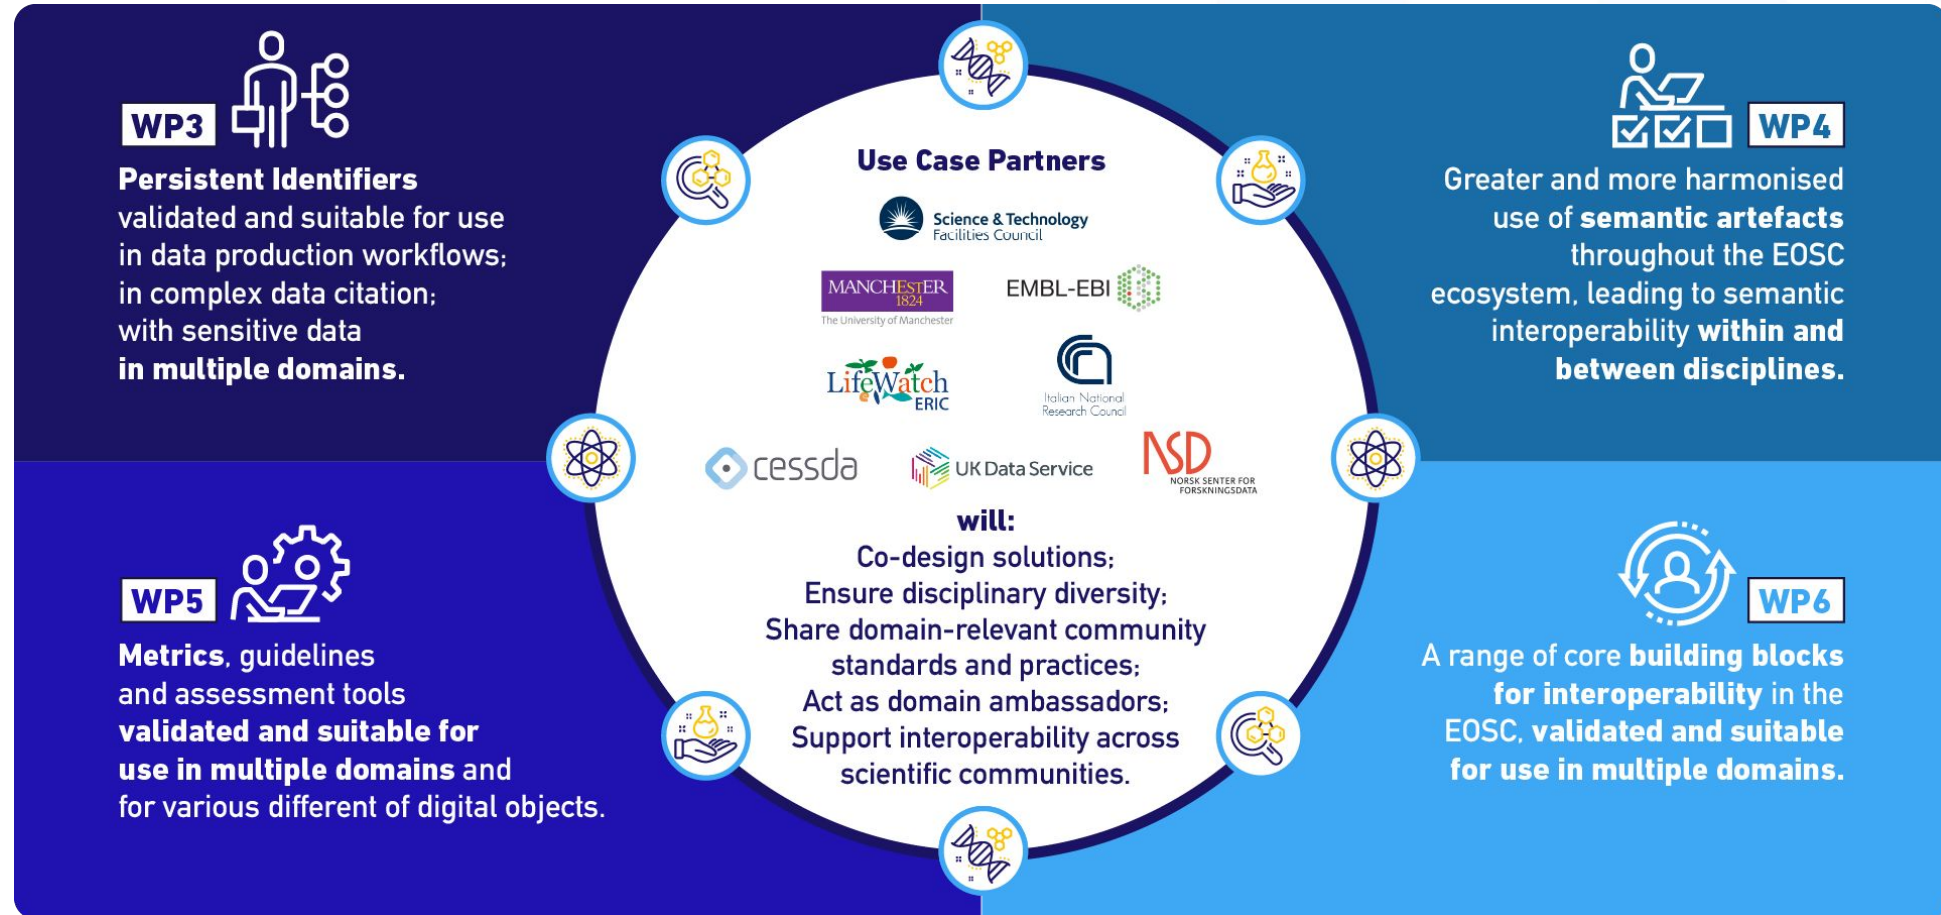 WP3
Persistent Identifiers
validated and suitable for use
in data production workflows;
in complex data citation;
with sensitive data
in multiple domains.
Use Case Partners
Science & Technology
Facilities Council
MANCHESTER
1824
The University of Manchester
EMBL-EBI
LifeWatch
ERIC
Italian National
Research Council
cessda
UK Data Service
NSD
NORSK SENTER FOR
FORSKNINGSDATA
will:
Co-design solutions;
Ensure disciplinary diversity;
Share domain-relevant community
standards and practices;
Act as domain ambassadors;
Support interoperability across
scientific communities.
WP4
Greater and more harmonised
use of semantic artefacts
throughout the EOSC
ecosystem, leading to semantic
interoperability within and
between disciplines.
WP5
Metrics, guidelines
and assessment tools
validated and suitable for
use in multiple domains and
for various different of digital objects.
WP6
A range of core building blocks
for interoperability in the
EOSC, validated and suitable
for use in multiple domains.